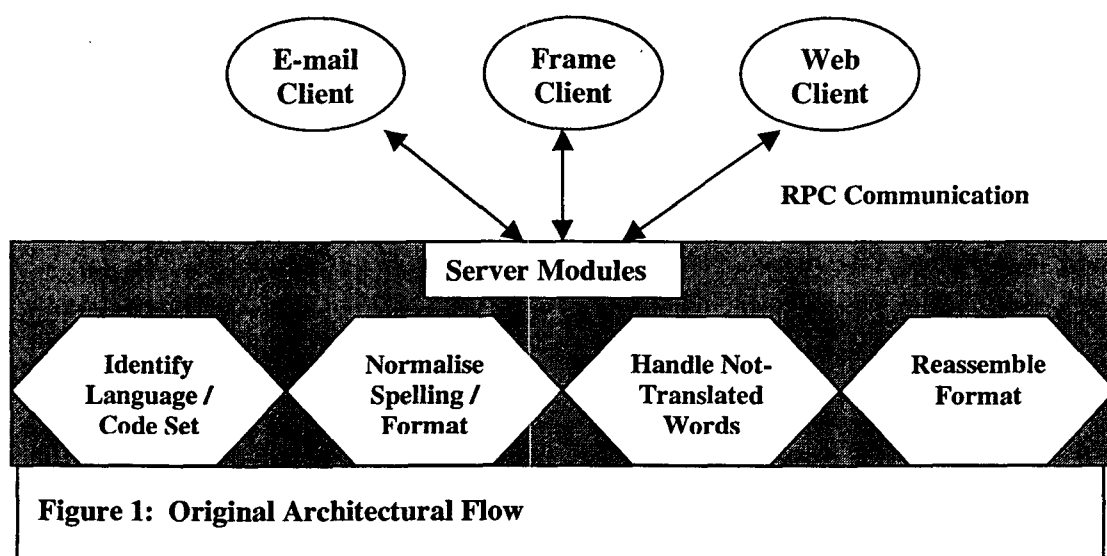 E-mail
Client
Frame
Client
Web
Client
RPC Communication
Server Modules
Identify
Language /
Code Set
Normalise
Spelling /
Format
Handle Not-
Translated
Words
Reassemble
Format
Figure 1: Original Architectural Flow